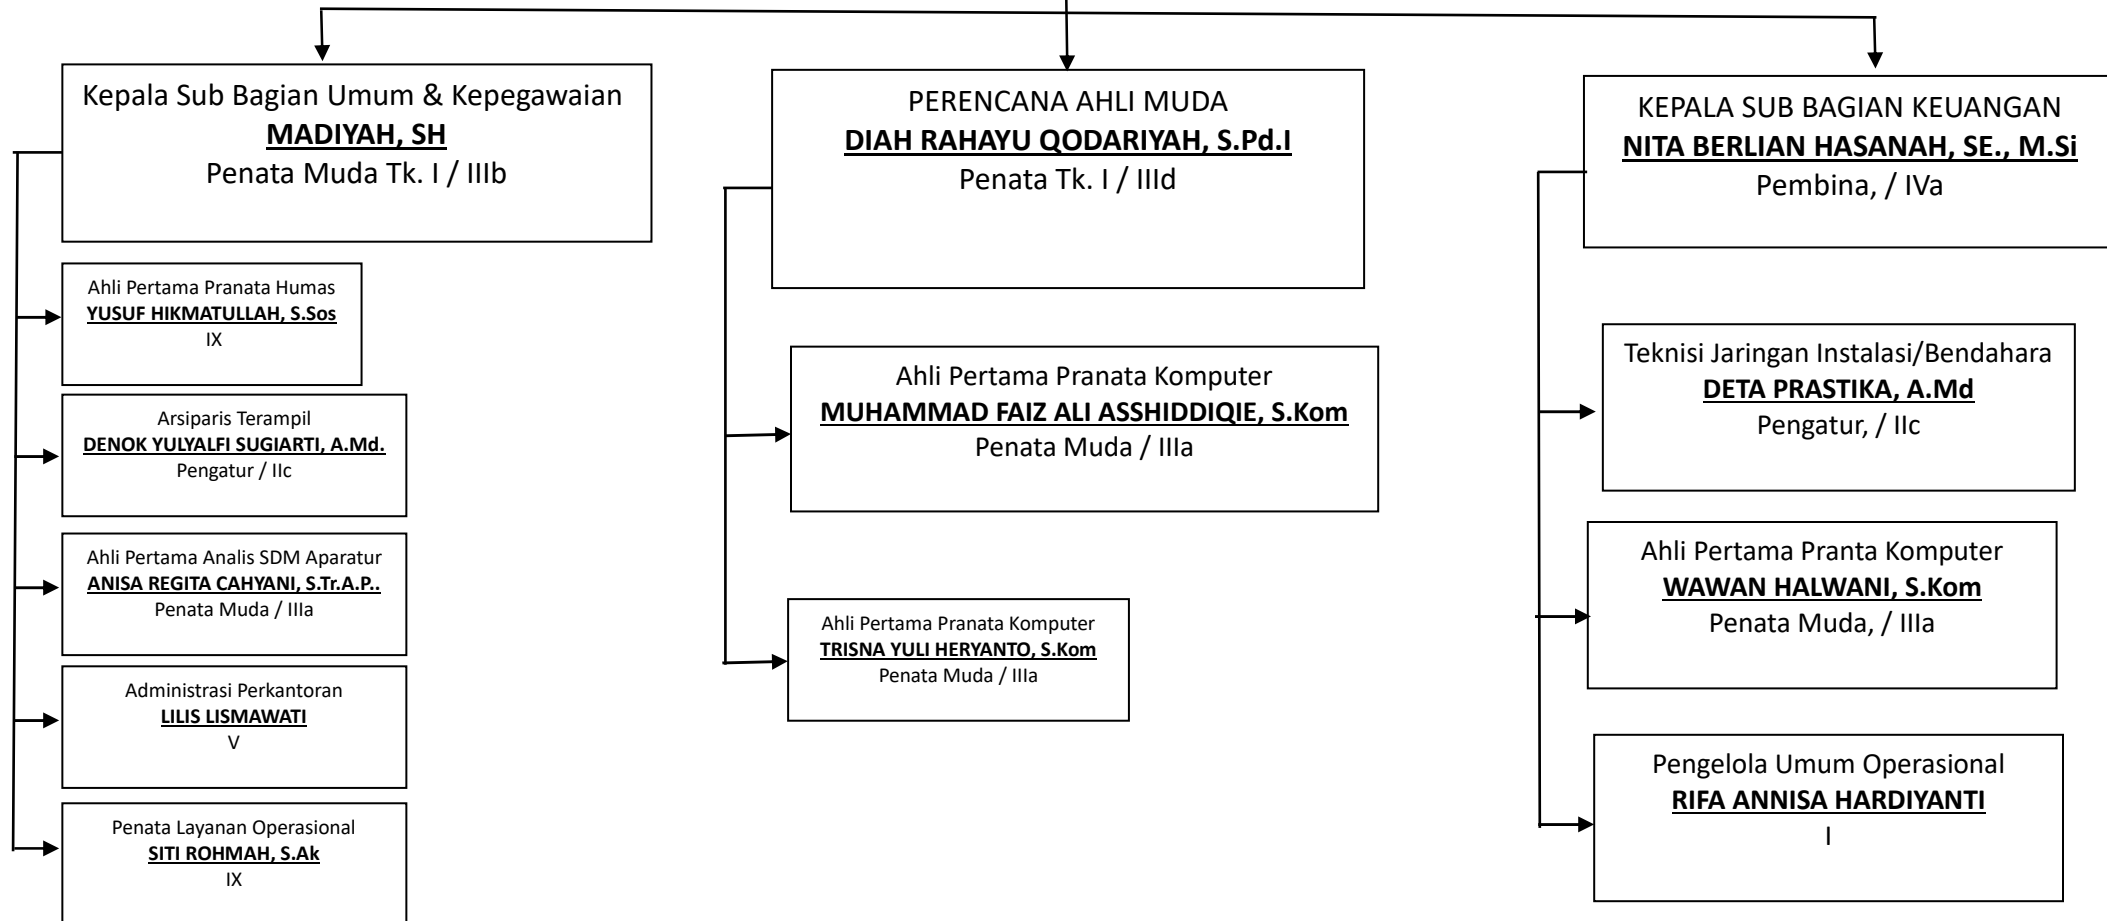 Kepala Sub Bagian Umum & Kepegawaian
MADIYAH, SH
Penata Muda Tk. I / IIIb
Ahli Pertama Pranata Humas
YUSUF HIKMATULLAH, S.Sos
IX
Arsiparis Terampil
DENOK YULYALFI SUGIARTI, A.Md.
Pengatur / IIc
Ahli Pertama Analis SDM Aparatur
ANISA REGITA CAHYANI, S.Tr.A.P..
Penata Muda / IIIa
Administrasi Perkantoran
LILIS LISMAWATI
V
Penata Layanan Operasional
SITI ROHMAH, S.Ak
IX
PERENCANA AHLI MUDA
DIAH RAHAYU QODARIYAH, S.Pd.I
Penata Tk. I / IIId
Ahli Pertama Pranata Komputer
MUHAMMAD FAIZ ALI ASSHIDDIQIE, S.Kom
Penata Muda / IIIa
Ahli Pertama Pranata Komputer
TRISNA YULI HERYANTO, S.Kom
Penata Muda / IIIa
KEPALA SUB BAGIAN KEUANGAN
NITA BERLIAN HASANAH, SE., M.Si
Pembina, / IVa
Teknisi Jaringan Instalasi/Bendahara
DETA PRASTIKA, A.Md
Pengatur, / IIc
Ahli Pertama Pranta Komputer
WAWAN HALWANI, S.Kom
Penata Muda, / IIIa
Pengelola Umum Operasional
RIFA ANNISA HARDIYANTI
I